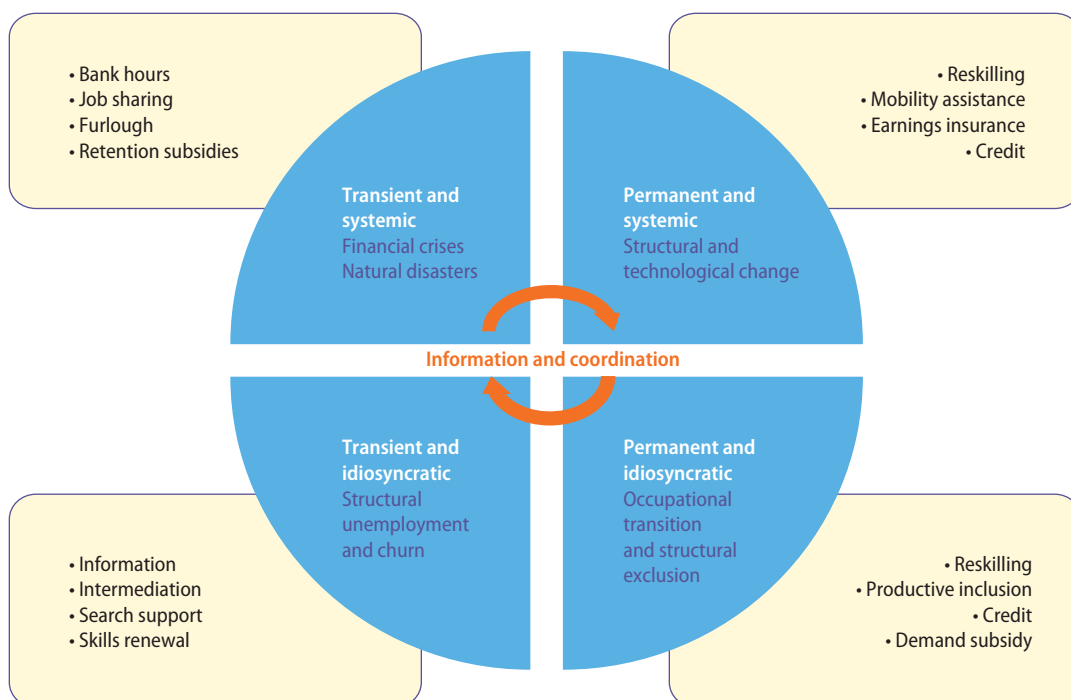 • Bank hours
• Job sharing
• Furlough
• Retention subsidies
• Reskilling
• Mobility assistance
• Earnings insurance
• Credit
Transient and
systemic
Financial crises
Natural disasters
Permanent and
systemic
Structural and
technological change
Information and coordination
Transient and
idiosyncratic
Structural
unemployment
and churn
Permanent and
idiosyncratic
Occupational
transition
and structural
exclusion
• Information
• Intermediation
• Search support
• Skills renewal
• Reskilling
• Productive inclusion
• Credit
• Demand subsidy